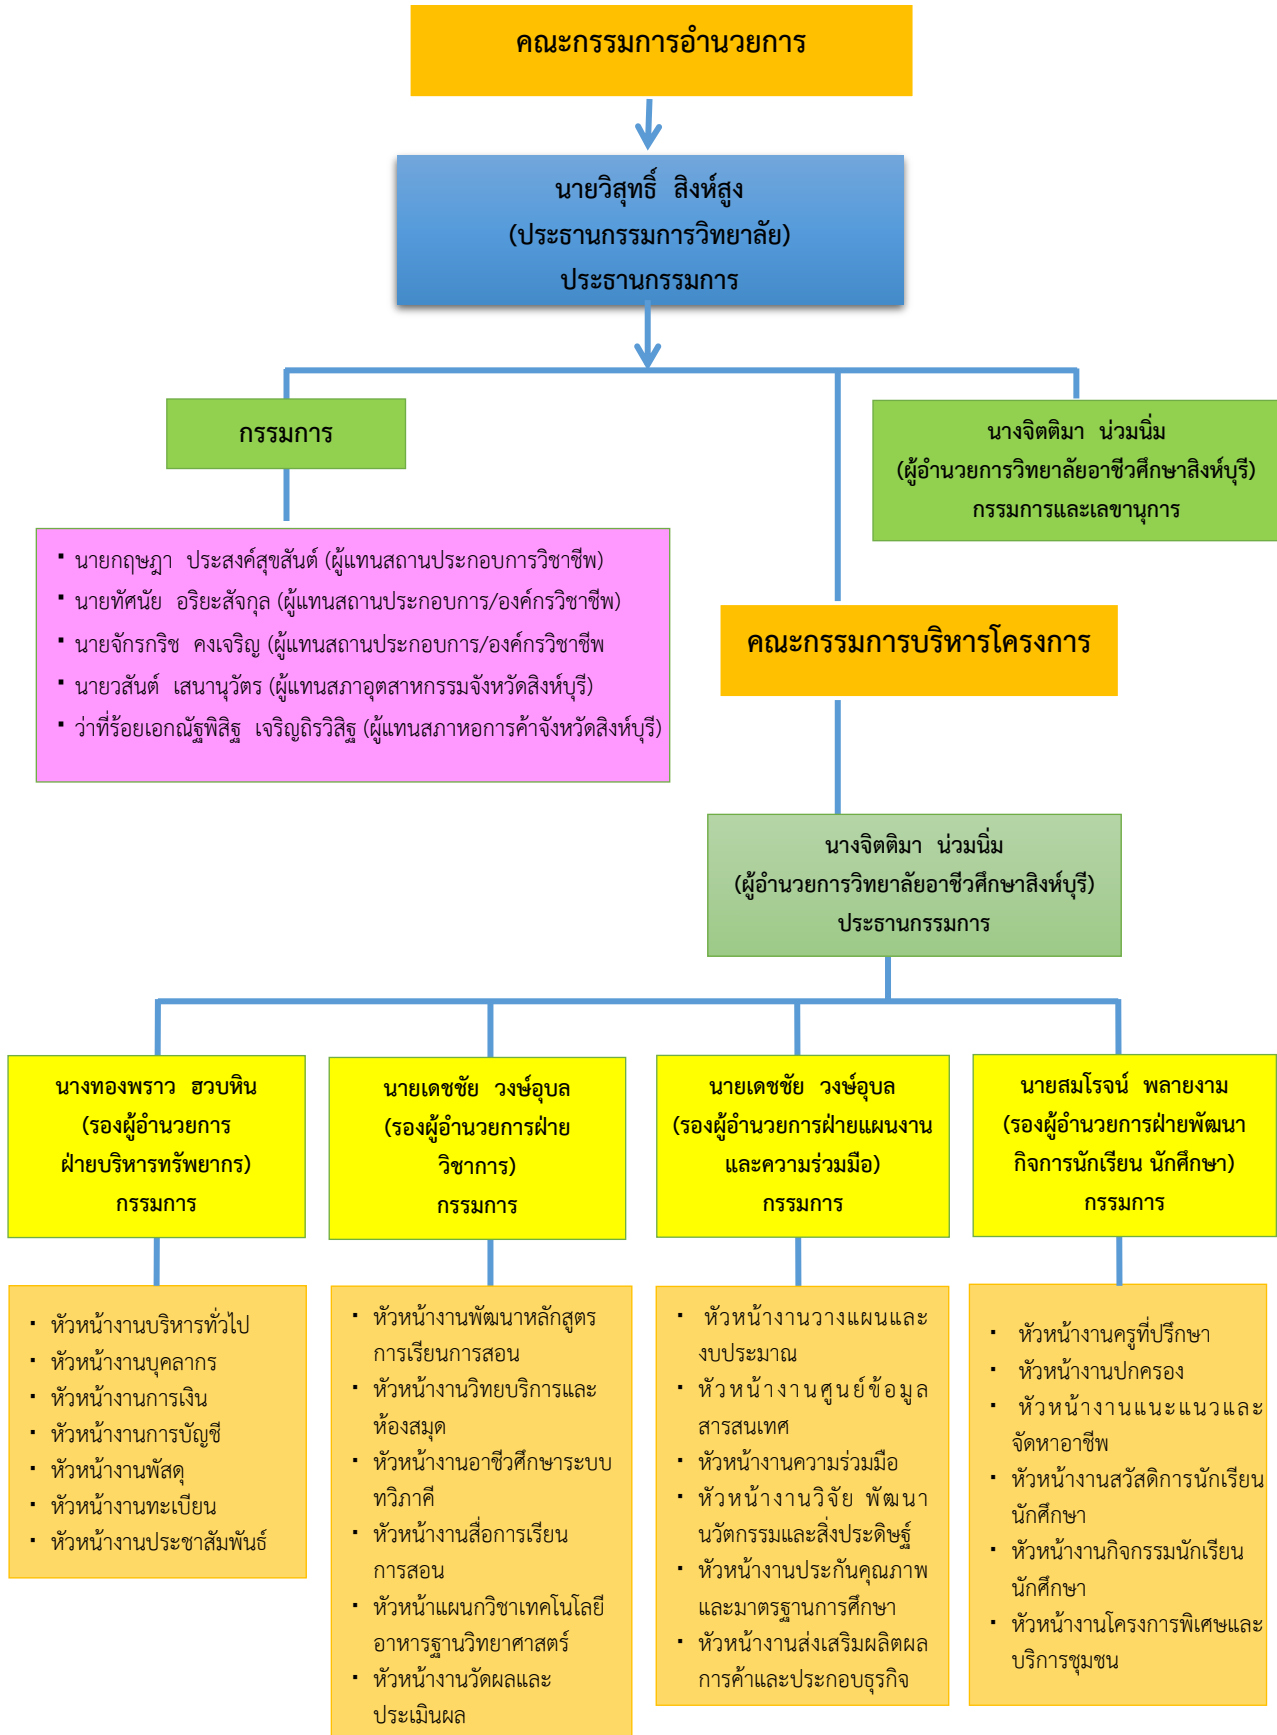 คณะกรรมการอำนวยการ
นายวิสุทธิ์ สิงห์สูง
(ประธานกรรมการวิทยาลัย)
ประธานกรรมการ
กรรมการ
นางจิตติมา น่วมนิ่ม
(ผู้อำนวยการวิทยาลัยอาชีวศึกษาสิงห์บุรี)
กรรมการและเลขานุการ
▪ นายกฤษฎา ประสงค์สุขสันต์ (ผู้แทนสถานประกอบการวิชาชีพ)
▪ นายทัศนัย อริยะสัจกุล (ผู้แทนสถานประกอบการ/องค์กรวิชาชีพ)
▪ นายจักรกริช คงเจริญ (ผู้แทนสถานประกอบการ/องค์กรวิชาชีพ
▪ นายวสันต์ เสนานุวัตร (ผู้แทนสภาอุตสาหกรรมจังหวัดสิงห์บุรี)
▪ ว่าที่ร้อยเอกณัฐพิสิฐ เจริญถิรวิสิฐ (ผู้แทนสภาหอการค้าจังหวัดสิงห์บุรี)
คณะกรรมการบริหารโครงการ
นางจิตติมา น่วมนิ่ม
(ผู้อำนวยการวิทยาลัยอาชีวศึกษาสิงห์บุรี)
ประธานกรรมการ
นางทองพราว ฮวบหิน
(รองผู้อำนวยการ
ฝ่ายบริหารทรัพยากร)
กรรมการ
นายเดชชัย วงษ์อุบล
(รองผู้อำนวยการฝ่าย
วิชาการ)
กรรมการ
นายเดชชัย วงษ์อุบล
(รองผู้อำนวยการฝ่ายแผนงาน
และความร่วมมือ)
กรรมการ
นายสมโรจน์ พลายงาม
(รองผู้อำนวยการฝ่ายพัฒนา
กิจการนักเรียน นักศึกษา)
กรรมการ
▪ หัวหน้างานบริหารทั่วไป
▪ หัวหน้างานบุคลากร
▪ หัวหน้างานการเงิน
▪ หัวหน้างานการบัญชี
▪ หัวหน้างานพัสดุ
▪ หัวหน้างานทะเบียน
▪ หัวหน้างานประชาสัมพันธ์
▪ หัวหน้างานพัฒนาหลักสูตร
การเรียนการสอน
▪ หัวหน้างานวิทยบริการและ
ห้องสมุด
▪ หัวหน้างานอาชีวศึกษาระบบ
ทวิภาคี
▪ หัวหน้างานสื่อการเรียน
การสอน
▪ หัวหน้าแผนกวิชาเทคโนโลยี
อาหารฐานวิทยาศาสตร์
▪ หัวหน้างานวัดผลและ
ประเมินผล
▪ หัวหน้างานวางแผนและ
งบประมาณ
▪ หัวหน้างานศูนย์ข้อมูล
สารสนเทศ
▪ หัวหน้างานความร่วมมือ
▪ หัวหน้างานวิจัย พัฒนา
นวัตกรรมและสิ่งประดิษฐ์
▪ หัวหน้างานประกันคุณภาพ
และมาตรฐานการศึกษา
▪ หัวหน้างานส่งเสริมผลิตผล
การค้าและประกอบธุรกิจ
▪ หัวหน้างานครูที่ปรึกษา
▪ หัวหน้างานปกครอง
▪ หัวหน้างานแนะแนวและ
จัดหาอาชีพ
▪ หัวหน้างานสวัสดิการนักเรียน
นักศึกษา
▪ หัวหน้างานกิจกรรมนักเรียน
นักศึกษา
▪ หัวหน้างานโครงการพิเศษและ
บริการชุมชน